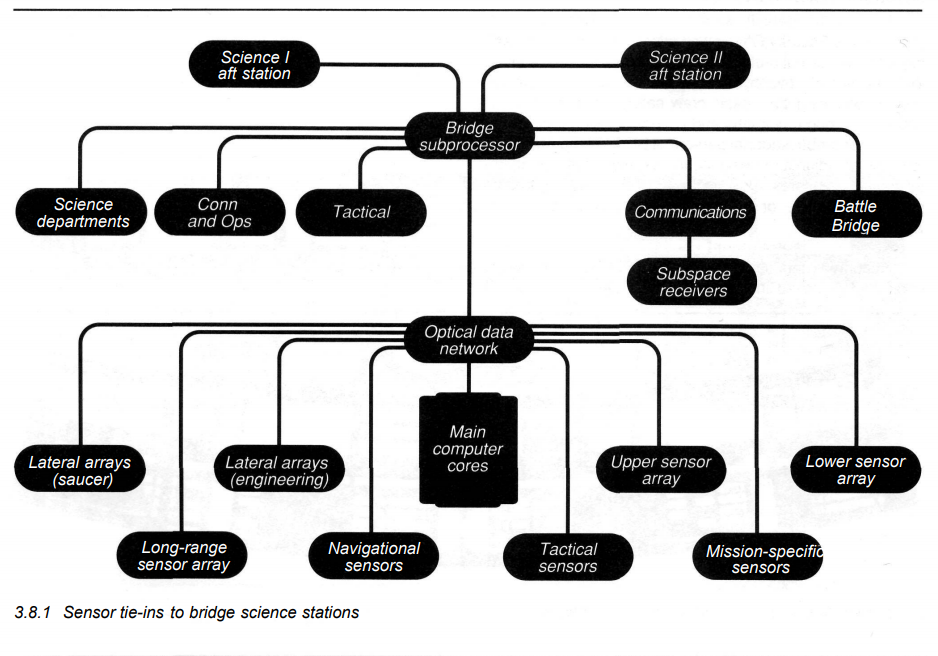 Science I
aft station
Science II
aft station
Bridge
subprocessor
Science
departments
Conn
and Ops
Tactical
Communications
Battle
Bridge
Subspace
receivers
Optical data
network
Main
computer
cores
Lateral arrays
(saucer)
Lateral arrays
(engineering)
Upper sensor
array
Lower sensor
array
Long-range
sensor array
Navigational
sensors
Tactical
sensors
Mission-specific
sensors
3.8.1 Sensor tie-ins to bridge science stations